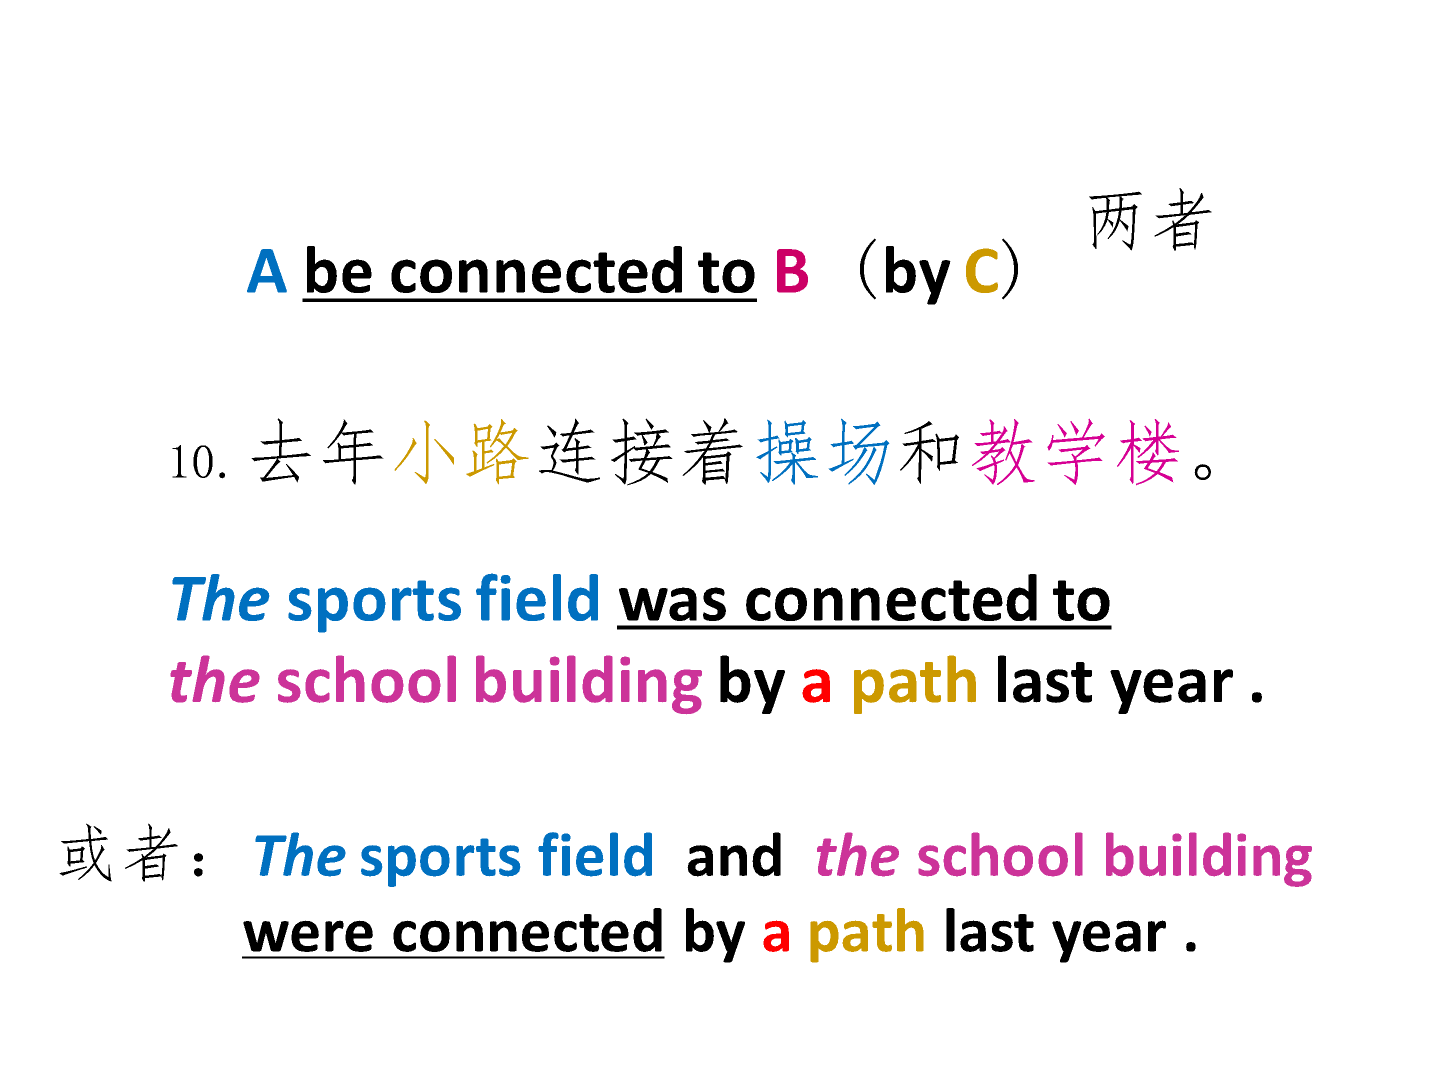 两者
A be connected to B（by C）
10. 去年小路连接着操场和教学楼。
The sports field was connected to
the school building by a path last year .
或者：The sports field and the school building
were connected by a path last year .